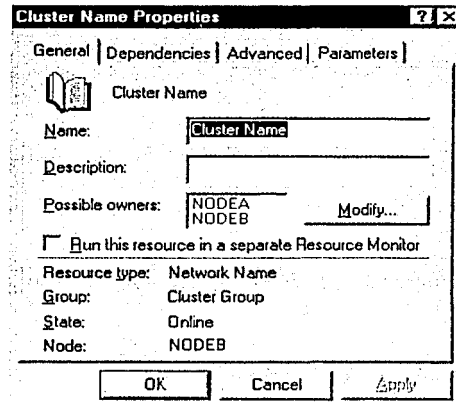 Cluster Name Properties
General Dependencies Advanced Parameters
Cluster Name
Name: Cluster Name
Description:
Possible owners: NODEA
NODEB
Modify...
Run this resource in a separate Resource Monitor
Resource type: Network Name
Group: Cluster Group
State: Online
Node: NODEB
OK Cancel Apply